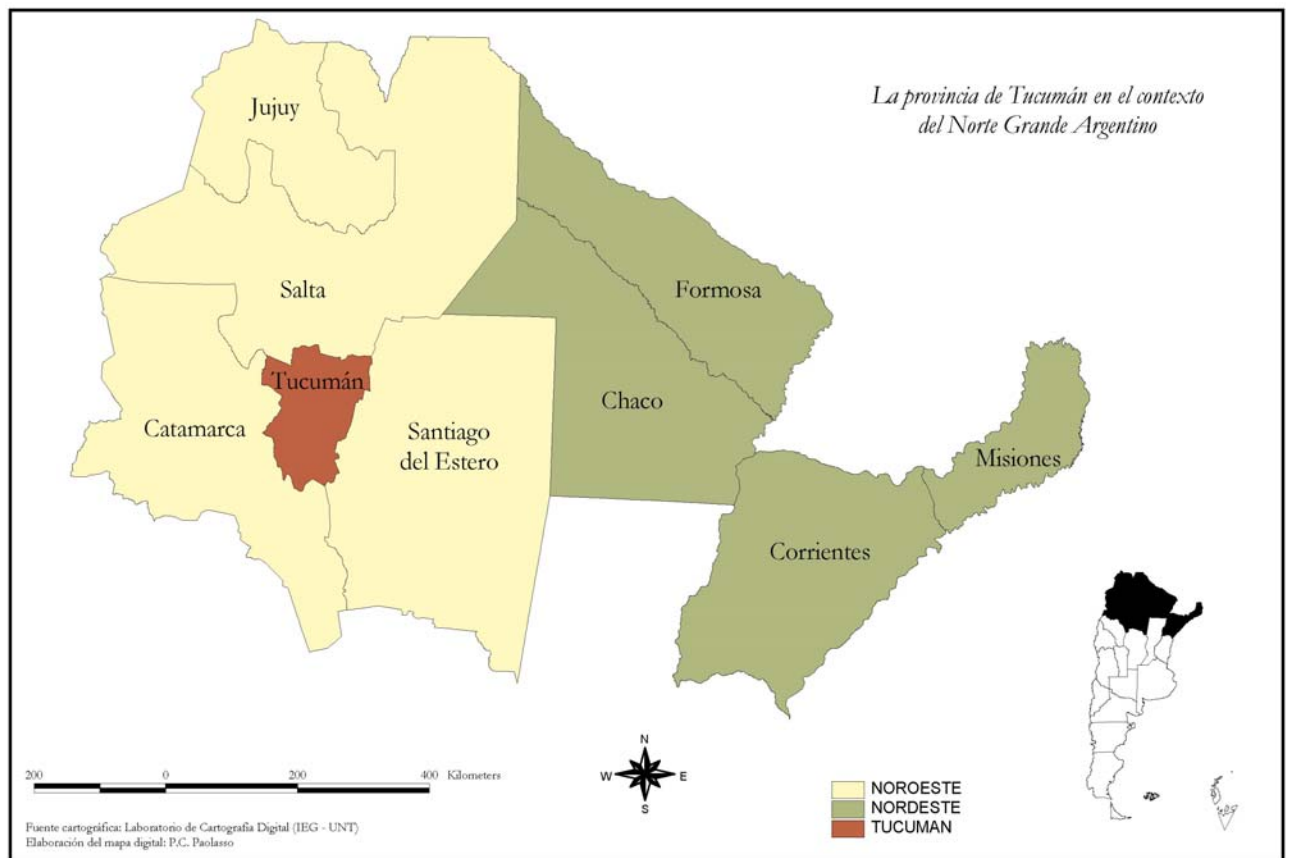 La provincia de Tucumán en el contexto
del Norte Grande Argentino
Jujuy
Salta
Formosa
Tucumán
Chaco
Catamarca
Santiago
del Estero
Misiones
Corrientes
N
W E
S
200 0 200 400 Kilometers
NOROESTE
NORDESTE
TUCUMAN
Fuente cartográfica: Laboratorio de Cartografía Digital (IEG - UNT)
Elaboración del mapa digital: P.C. Paolasso